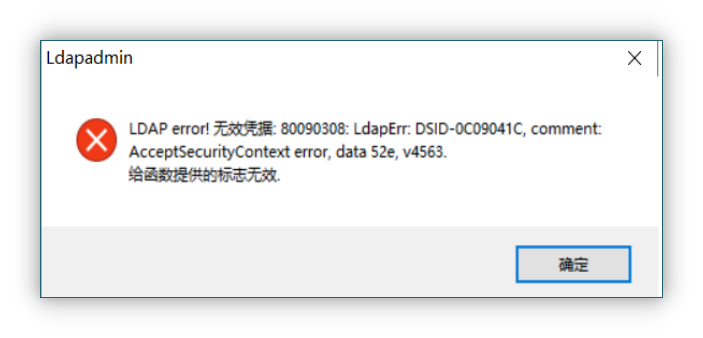 Ldapadmin
LDAP error! 无效凭据: 80090308: LdapErr: DSID-0C09041C, comment:
AcceptSecurityContext error, data 52e, v4563.
给函数提供的标志无效.
确定